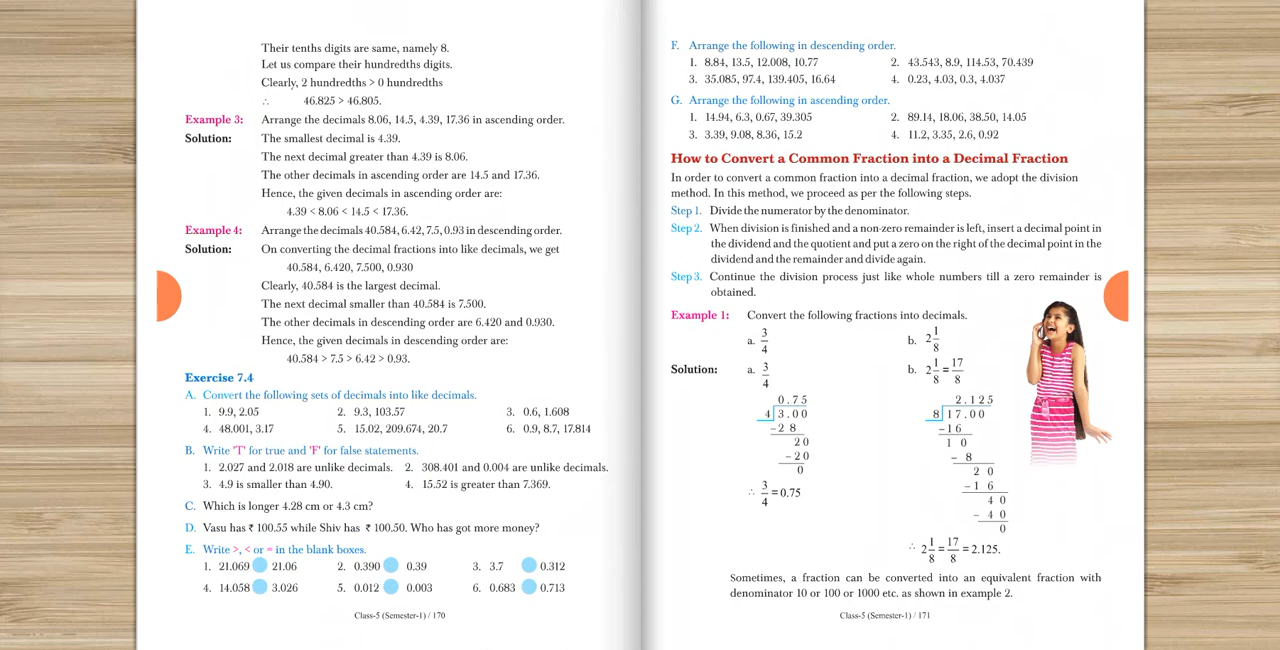 Their tenths digits are same, namely 8.
Let us compare their hundredths digits.
Clearly, 2 hundredths > 0 hundredths
∴ 46.825 > 46.805.
Example 3: Arrange the decimals 8.06, 14.5, 4.39, 17.36 in ascending order.
Solution: The smallest decimal is 4.39.
The next decimal greater than 4.39 is 8.06.
The other decimals in ascending order are 14.5 and 17.36.
Hence, the given decimals in ascending order are:
4.39 < 8.06 < 14.5 < 17.36.
Example 4: Arrange the decimals 40.584, 6.42, 7.5, 0.93 in descending order.
Solution: On converting the decimal fractions into like decimals, we get
40.584, 6.420, 7.500, 0.930
Clearly, 40.584 is the largest decimal.
The next decimal smaller than 40.584 is 7.500.
The other decimals in descending order are 6.420 and 0.930.
Hence, the given decimals in descending order are:
40.584 > 7.5 > 6.42 > 0.93.
Exercise 7.4
A. Convert the following sets of decimals into like decimals.
1. 9.9, 2.05 2. 9.3, 103.57 3. 0.6, 1.608
4. 48.001, 3.17 5. 15.02, 209.674, 20.7 6. 0.9, 8.7, 17.814
B. Write 'T' for true and 'F' for false statements.
1. 2.027 and 2.018 are unlike decimals. 2. 308.401 and 0.004 are unlike decimals.
3. 4.9 is smaller than 4.90. 4. 15.52 is greater than 7.369.
C. Which is longer 4.28 cm or 4.3 cm?
D. Vasu has ₹ 100.55 while Shiv has ₹ 100.50. Who has got more money?
E. Write >, < or = in the blank boxes.
1. 21.069 21.06 2. 0.390 0.39 3. 3.7 0.312
4. 14.058 3.026 5. 0.012 0.003 6. 0.683 0.713
Class-5 (Semester-1) / 170
F. Arrange the following in descending order.
1. 8.84, 13.5, 12.008, 10.77 2. 43.543, 8.9, 114.53, 70.439
3. 35.085, 97.4, 139.405, 16.64 4. 0.23, 4.03, 0.3, 4.037
G. Arrange the following in ascending order.
1. 14.94, 6.3, 0.67, 39.305 2. 89.14, 18.06, 38.50, 14.05
3. 3.39, 9.08, 8.36, 15.2 4. 11.2, 3.35, 2.6, 0.92
How to Convert a Common Fraction into a Decimal Fraction
In order to convert a common fraction into a decimal fraction, we adopt the division
method. In this method, we proceed as per the following steps.
Step 1. Divide the numerator by the denominator.
Step 2. When division is finished and a non-zero remainder is left, insert a decimal point in
the dividend and the quotient and put a zero on the right of the decimal point in the
dividend and the remainder and divide again.
Step 3. Continue the division process just like whole numbers till a zero remainder is
obtained.
Example 1: Convert the following fractions into decimals.
a. 3/4 b. 2 1/8
Solution: a. 3/4 b. 2 1/8 = 17/8
0.75
4 3.00
−2 8
20
−20
0
∴ 3/4 = 0.75
2.125
8 17.00
−16
1 0
− 8
2 0
−1 6
4 0
− 4 0
0
∴ 2 1/8 = 17/8 = 2.125.
Sometimes, a fraction can be converted into an equivalent fraction with
denominator 10 or 100 or 1000 etc. as shown in example 2.
Class-5 (Semester-1) / 171